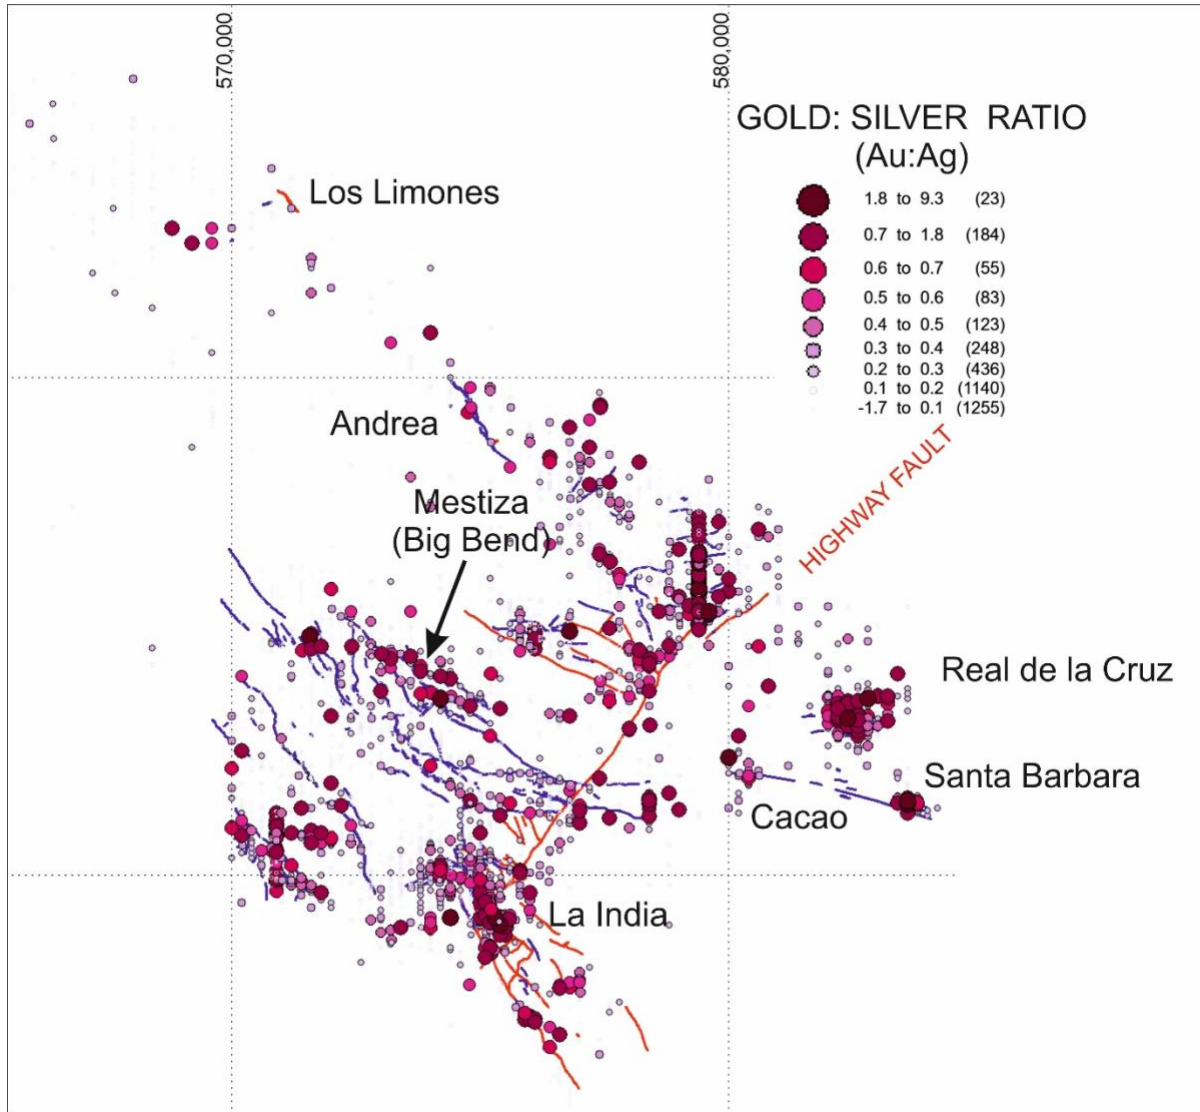 570,000
580,000
GOLD: SILVER RATIO
(Au:Ag)
1.8 to 9.3 (23)
0.7 to 1.8 (184)
0.6 to 0.7 (55)
0.5 to 0.6 (83)
0.4 to 0.5 (123)
0.3 to 0.4 (248)
0.2 to 0.3 (436)
0.1 to 0.2 (1140)
-1.7 to 0.1 (1255)
Los Limones
Andrea
HIGHWAY FAULT
Mestiza
(Big Bend)
Real de la Cruz
Santa Barbara
Cacao
La India